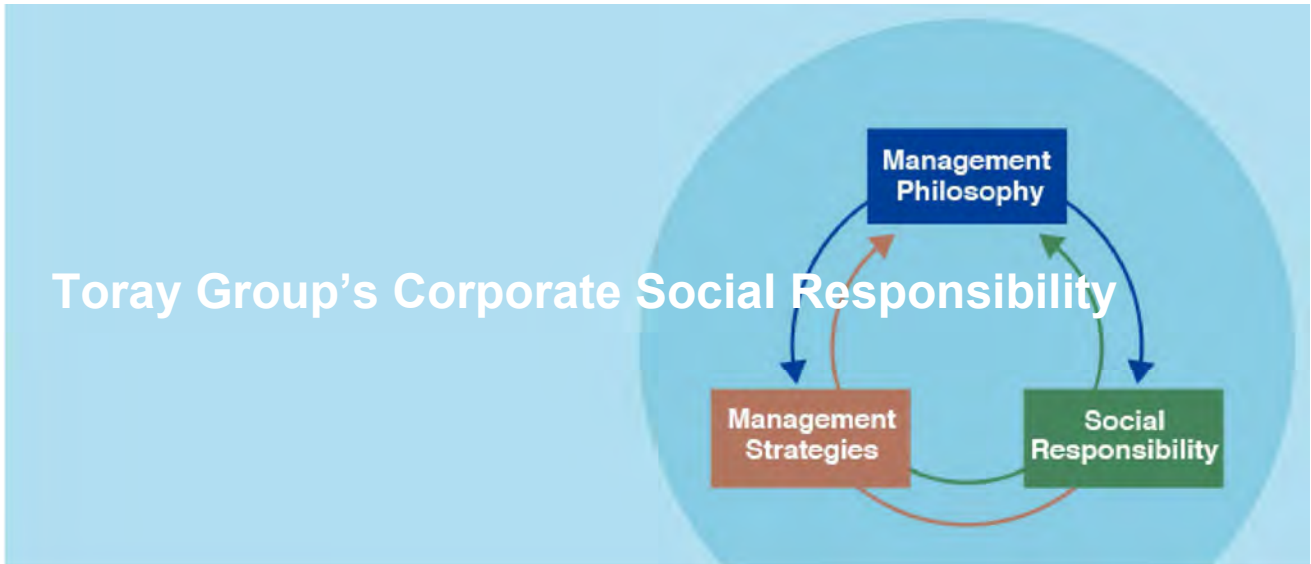 Management
Philosophy
Toray Group’s Corporate Social Responsibility
Management
Strategies
Social
Responsibility